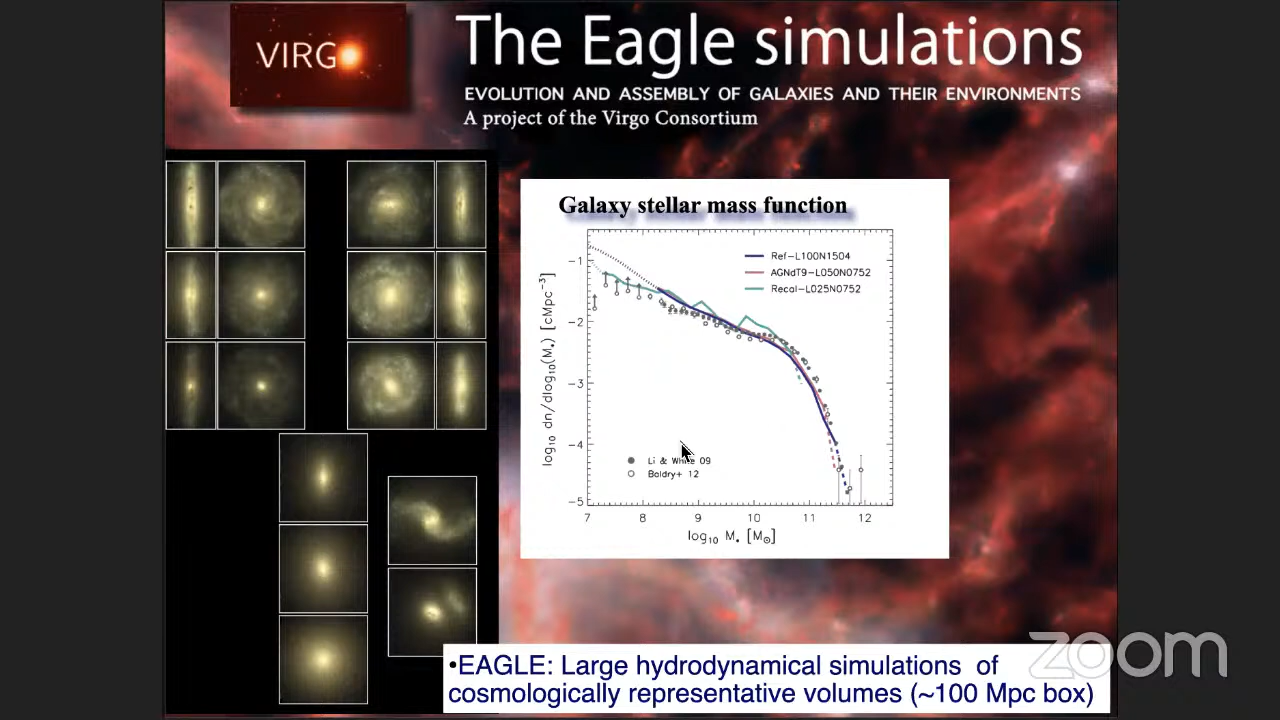 VIRGO
The Eagle simulations
EVOLUTION AND ASSEMBLY OF GALAXIES AND THEIR ENVIRONMENTS
A project of the Virgo Consortium
Galaxy stellar mass function
Ref-L100N1504
AGNdT9-L050N0752
Recal-L025N0752
-1
-2
-3
-4
-5
log₁₀ dn/dlog₁₀(M*) [cMpc⁻³]
Li & White 09
Baldry+ 12
7 8 9 10 11 12
log₁₀ M* [M☉]
zoom
•EAGLE: Large hydrodynamical simulations of
cosmologically representative volumes (~100 Mpc box)